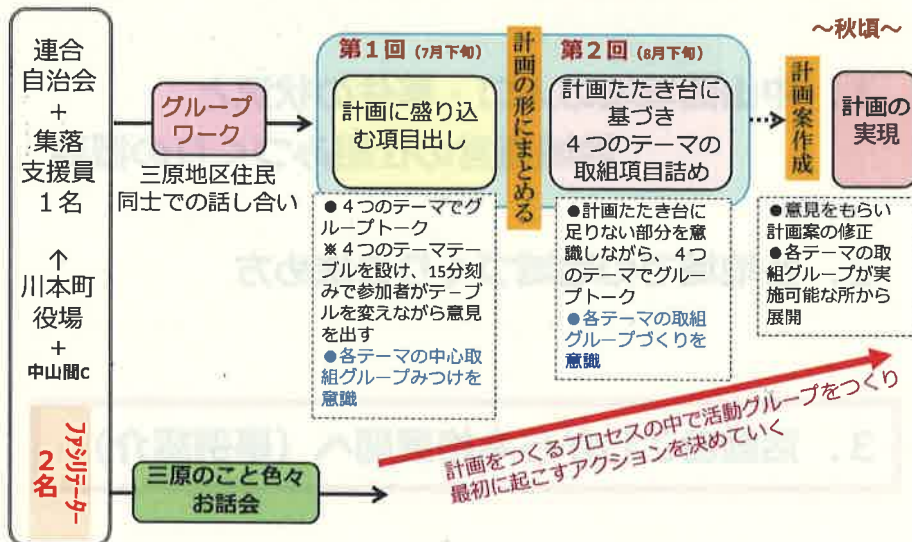 連合
自治会
＋
集落
支援員
１名
↑
川本町
役場
＋
中山間C
ファシリテーター
２名
グループ
ワーク
三原地区住民
同士での話し合い
第１回（7月下旬）
計画に盛り込
む項目出し
●４つのテーマでグ
ループトーク
※４つのテーマテー
ブルを設け、15分刻
みで参加者がテーブ
ルを変えながら意見
を出す
●各テーマの中心取
組グループみつけを
意識
計画の形にまとめる
第２回（8月下旬）
計画たたき台に
基づき
４つのテーマの
取組項目詰め
●計画たたき台に
足りない部分を意
識しながら、４つ
のテーマでグルー
プトーク
●各テーマの取組
グループづくりを
意識
計画案作成
～秋頃～
計画の
実現
●意見をもらい
計画案の修正
●各テーマの取
組グループが実
施可能な所から
展開
三原のこと色々
お話会
計画をつくるプロセスの中で活動グループをつくり
最初に起こすアクションを決めていく